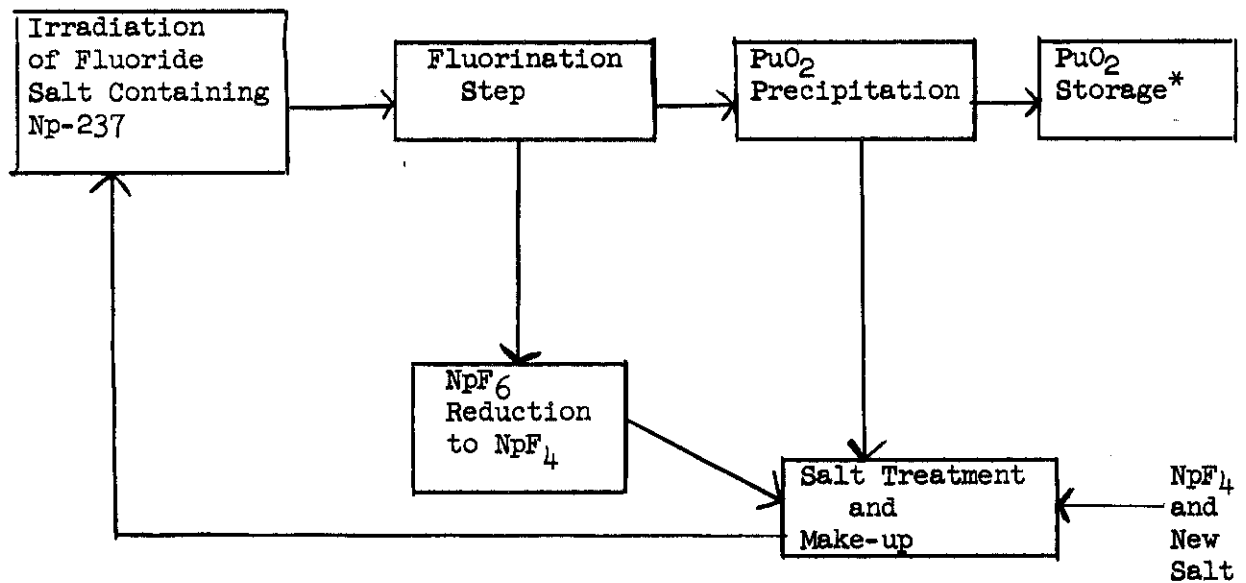 Irradiation
of Fluoride
Salt Containing
Np-237
Fluorination
Step
PuO₂
Precipitation
PuO₂
Storage*
NpF₆
Reduction
to NpF₄
Salt Treatment
and
Make-up
NpF₄
and
New
Salt